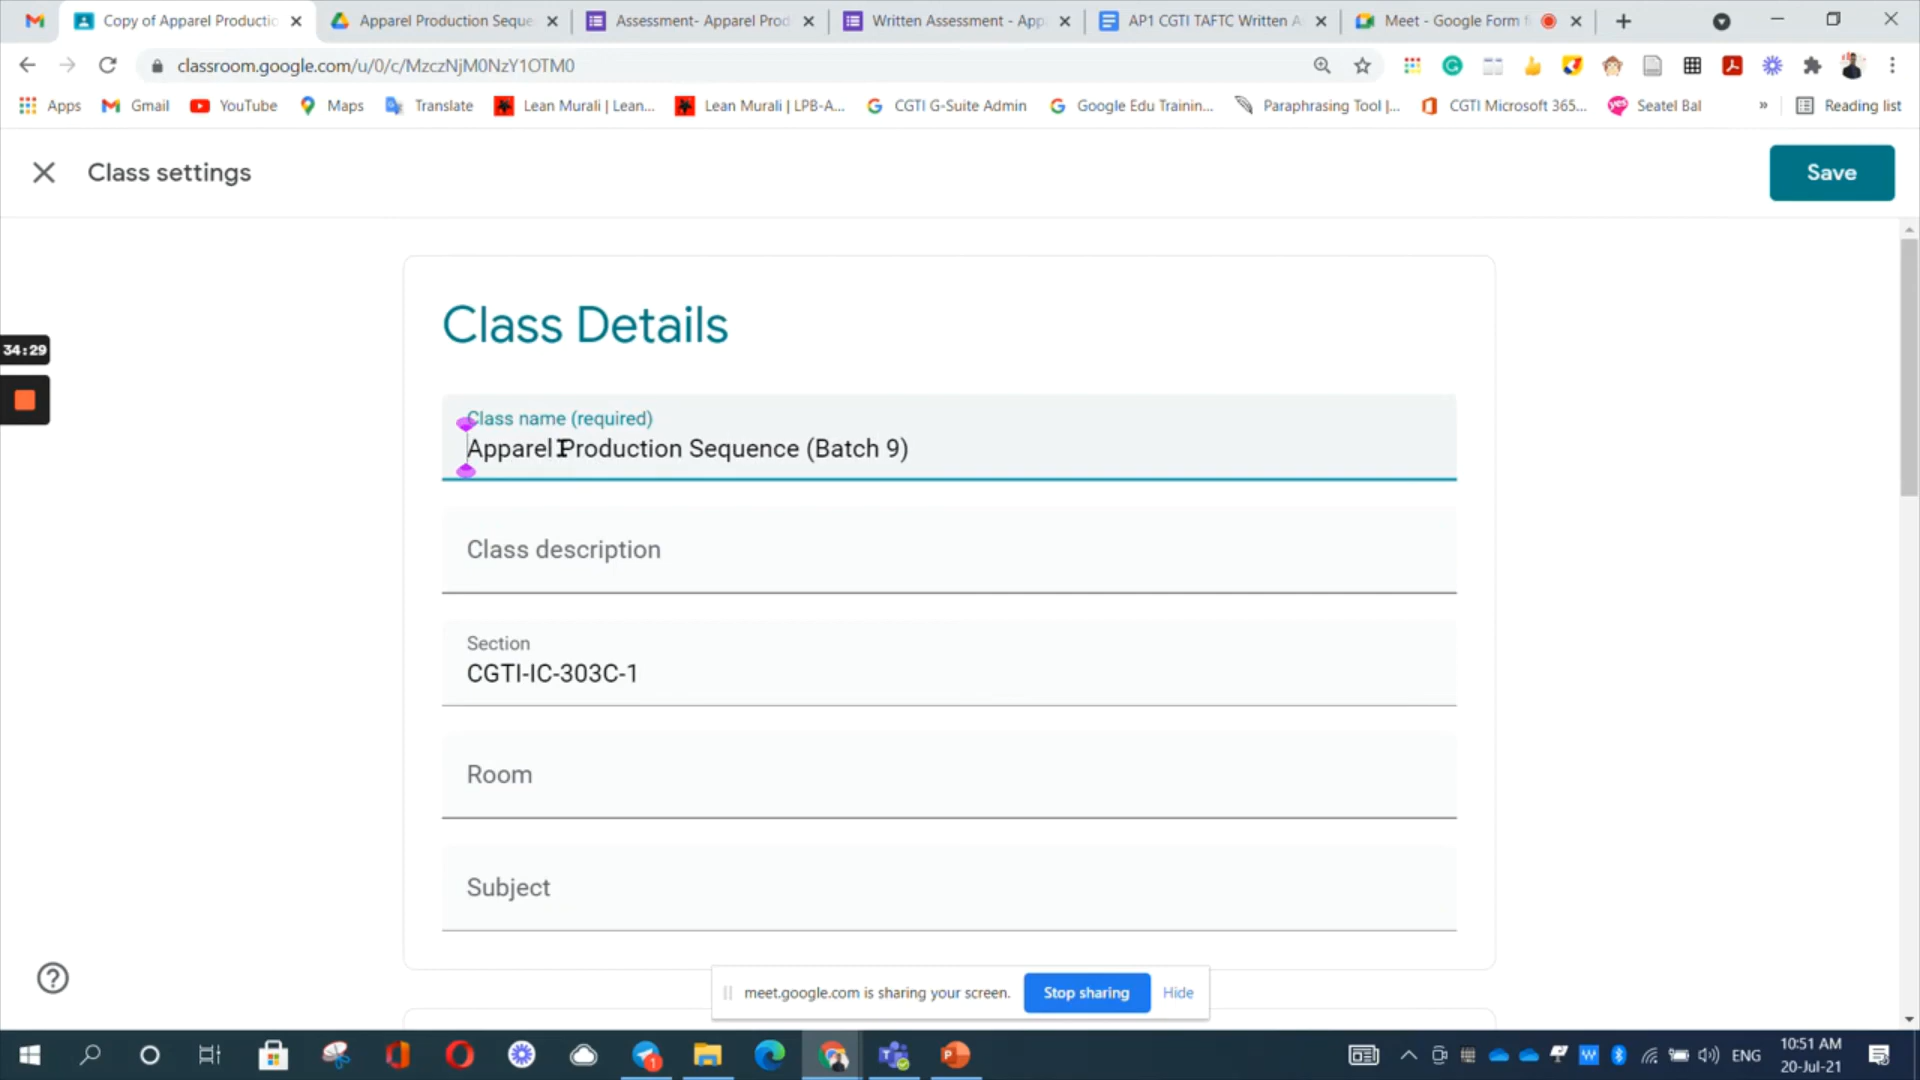 Copy of Apparel Productio
Apparel Production Seque
Assessment- Apparel Prod
Written Assessment - App
AP1 CGTI TAFTC Written A
Meet - Google Form f
classroom.google.com/u/0/c/MzczNjM0NzY1OTM0
Apps
Gmail
YouTube
Maps
Translate
Lean Murali | Lean...
Lean Murali | LPB-A...
CGTI G-Suite Admin
Google Edu Trainin...
Paraphrasing Tool |...
CGTI Microsoft 365...
Seatel Bal
»
Reading list
Class settings
Save
Class Details
34:29
Class name (required)
Apparel Production Sequence (Batch 9)
Class description
Section
CGTI-IC-303C-1
Room
Subject
meet.google.com is sharing your screen.
Stop sharing
Hide
ENG
10:51 AM
20-Jul-21